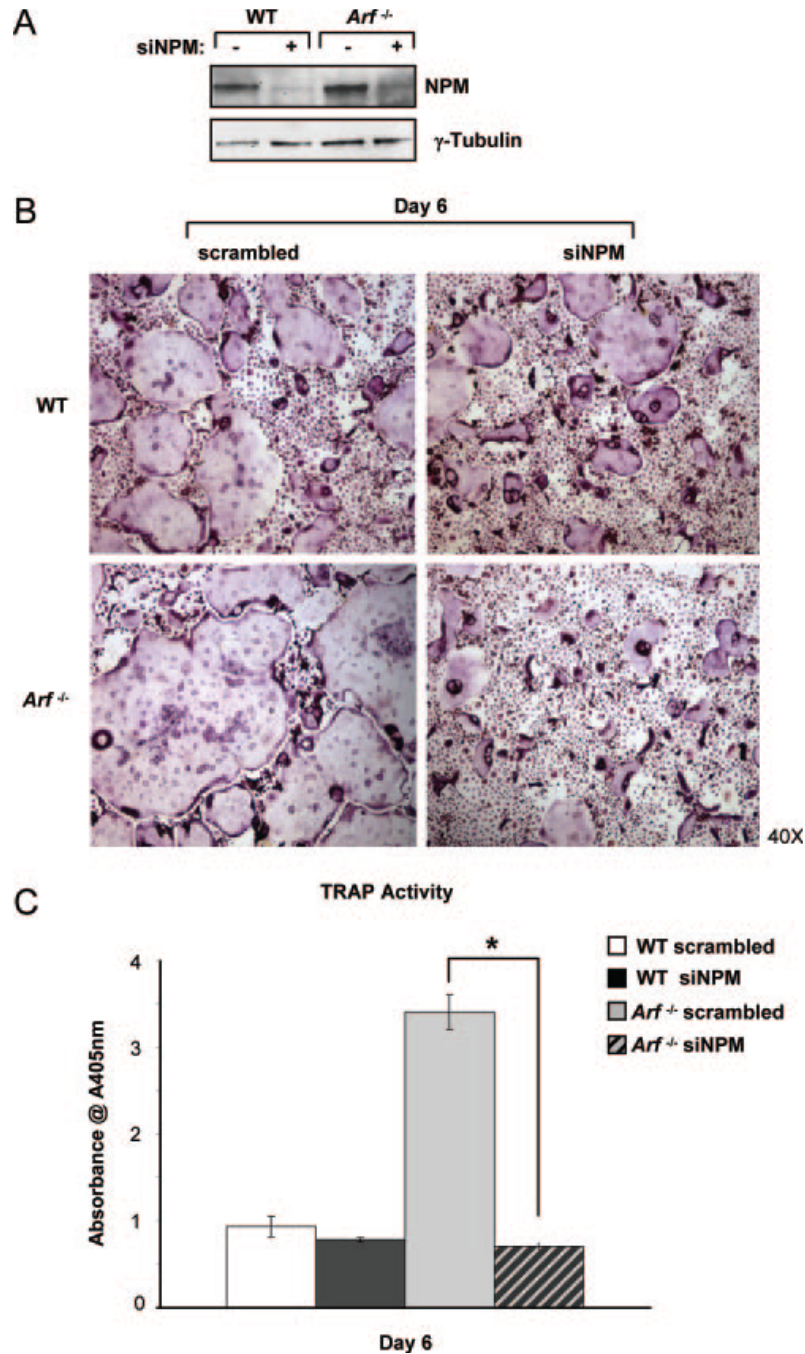 A
WT Arf -/-
siNPM: - + - +
NPM
γ-Tubulin
B
Day 6
scrambled siNPM
WT
Arf -/-
40X
C
TRAP Activity
*
WT scrambled
WT siNPM
Arf -/- scrambled
Arf -/- siNPM
Absorbance @ A405nm
4
3
2
1
0
Day 6